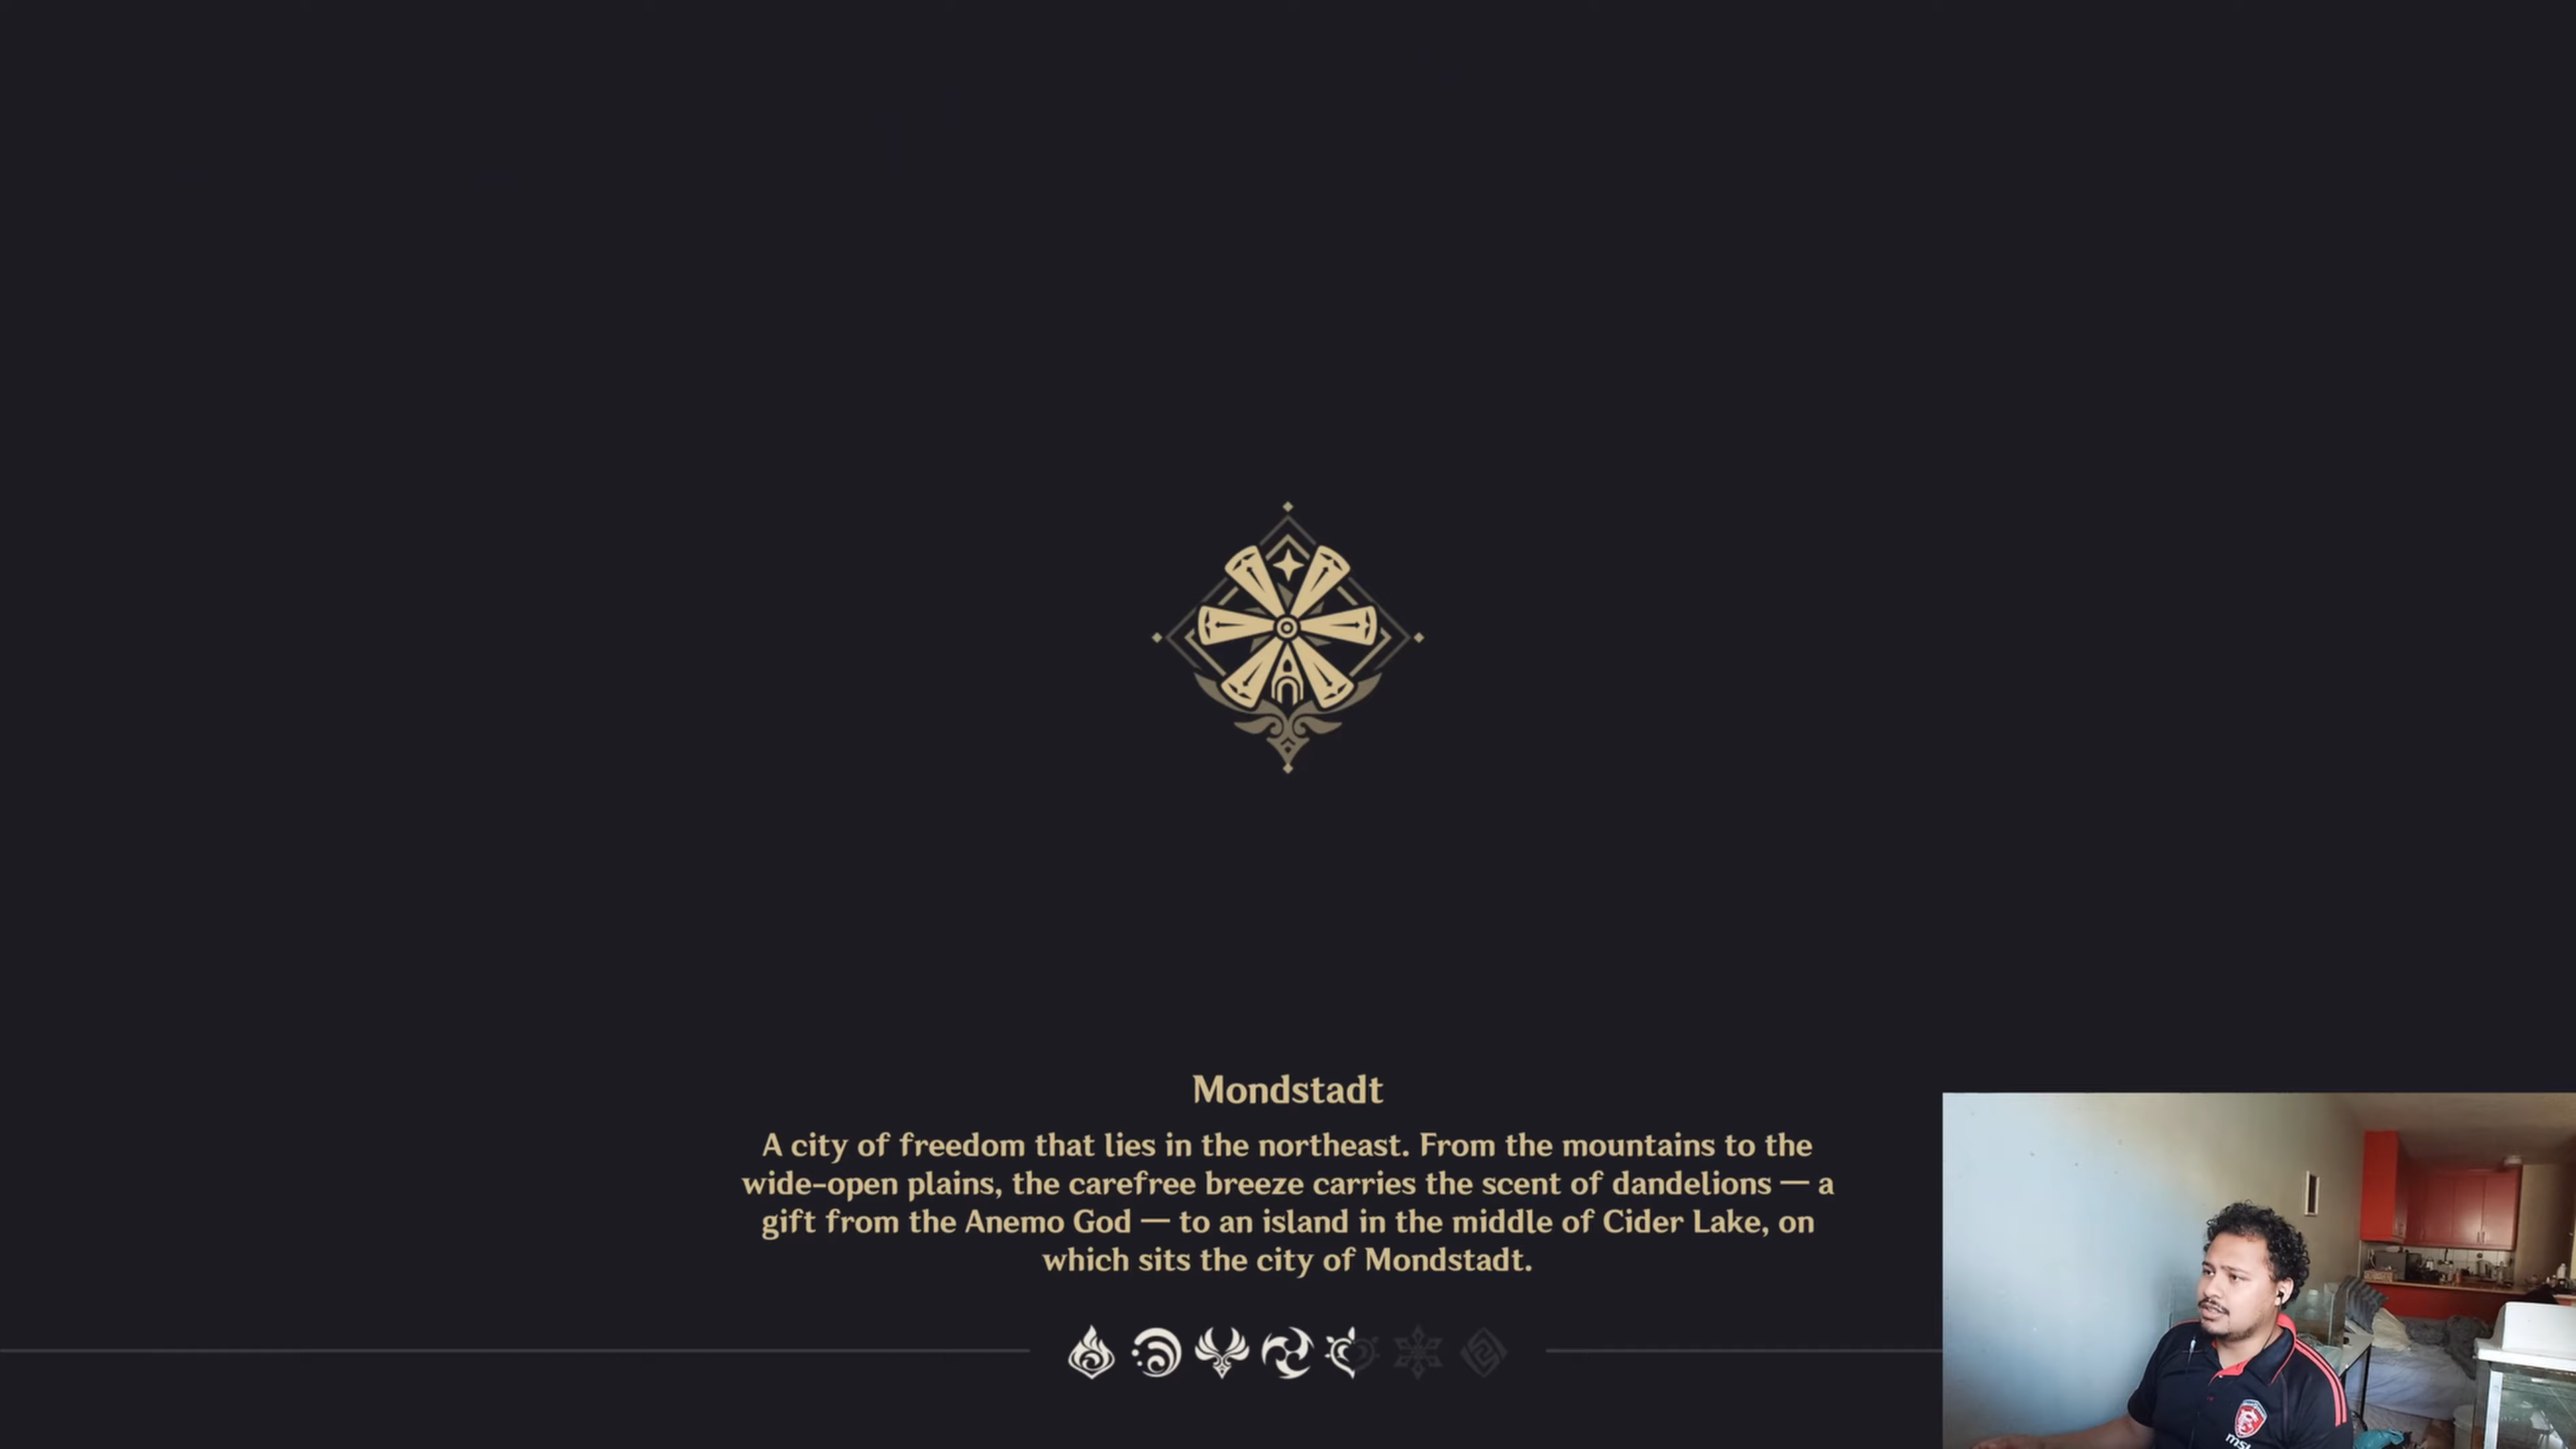 Mondstadt
A city of freedom that lies in the northeast. From the mountains to the
wide-open plains, the carefree breeze carries the scent of dandelions — a
gift from the Anemo God — to an island in the middle of Cider Lake, on
which sits the city of Mondstadt.
msi